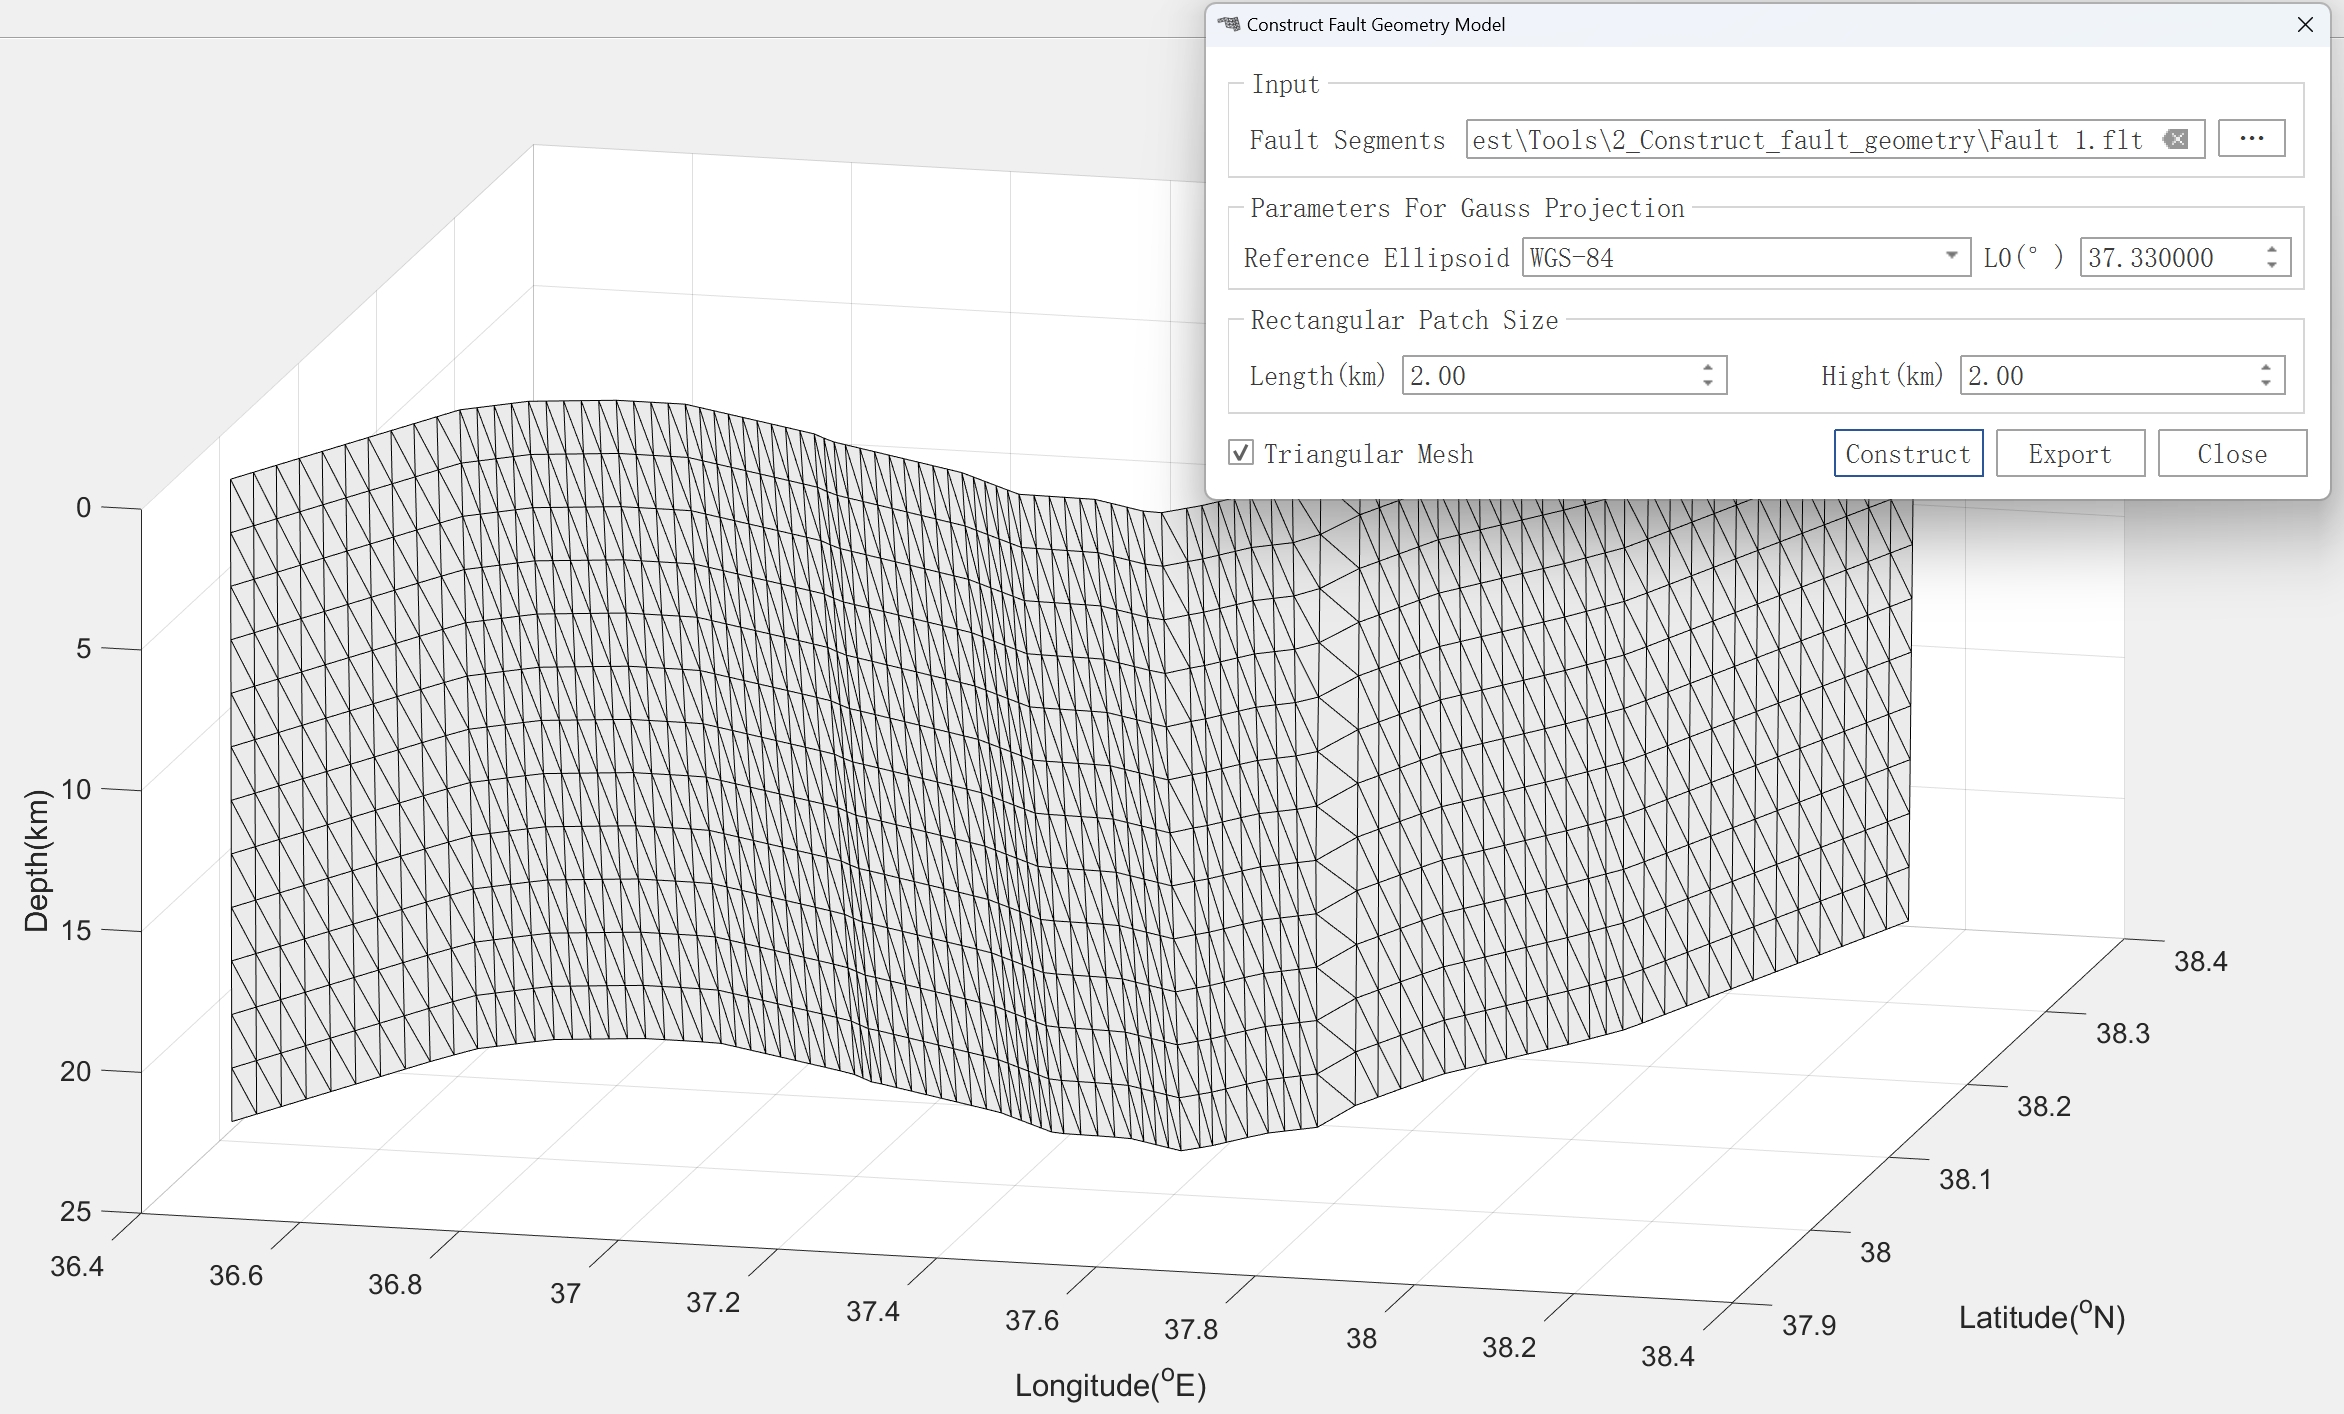 Construct Fault Geometry Model
Input
Fault Segments est\Tools\2_Construct_fault_geometry\Fault 1.flt ...
Parameters For Gauss Projection
Reference Ellipsoid WGS-84 L0(°) 37.330000
Rectangular Patch Size
Length(km) 2.00 Hight(km) 2.00
Triangular Mesh Construct Export Close
0
5
10
15
20
25
Depth(km)
36.4
36.6
36.8
37
37.2
37.4
37.6
37.8
38
38.2
38.4
Longitude(oE)
37.9
38
38.1
38.2
38.3
38.4
Latitude(oN)